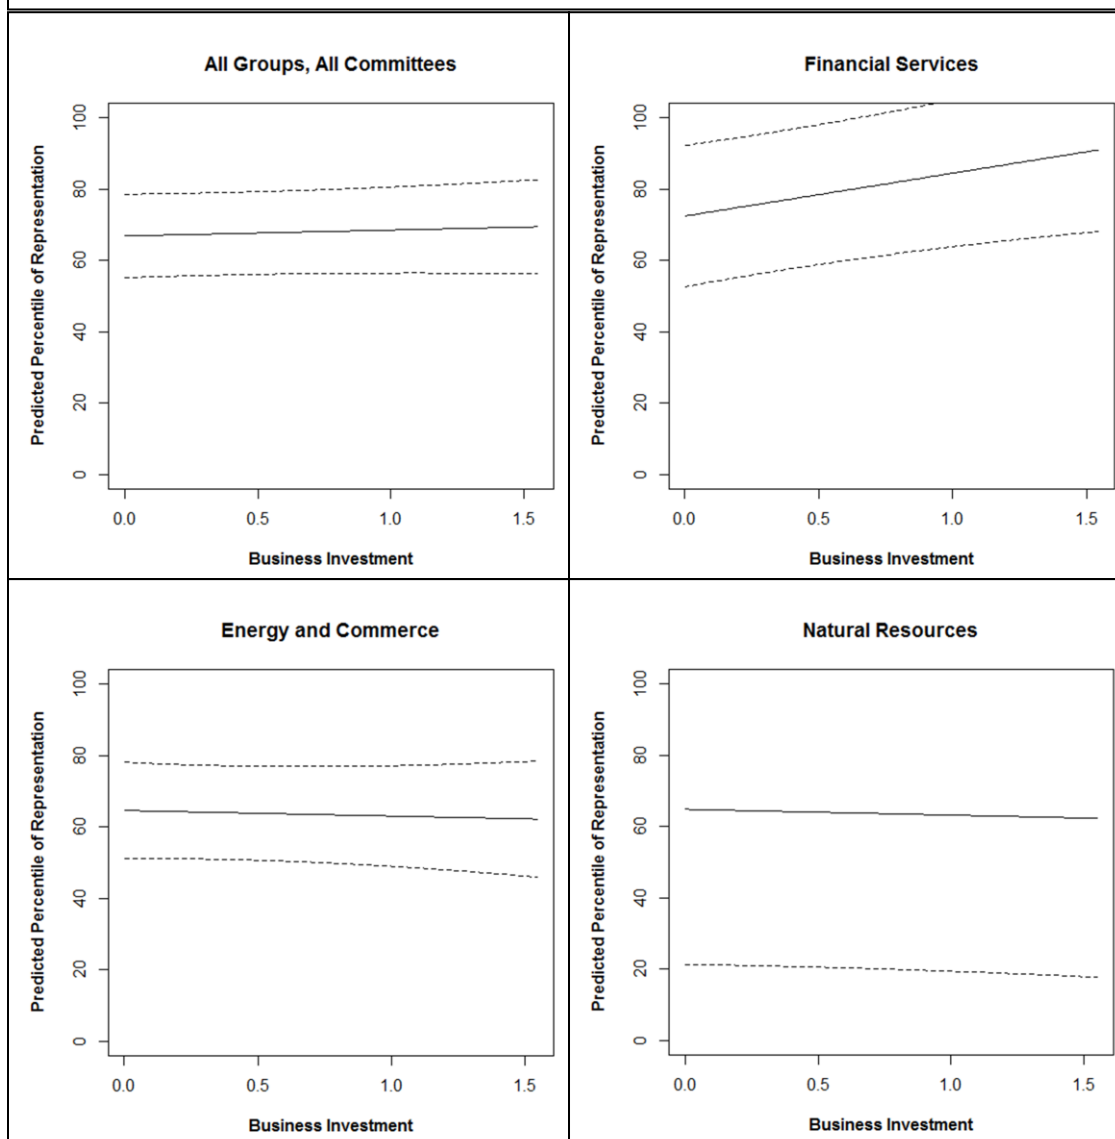 All Groups, All Committees
Predicted Percentile of Representation
100
80
60
40
20
0
0.0 0.5 1.0 1.5
Business Investment
Financial Services
Predicted Percentile of Representation
100
80
60
40
20
0
0.0 0.5 1.0 1.5
Business Investment
Energy and Commerce
Predicted Percentile of Representation
100
80
60
40
20
0
0.0 0.5 1.0 1.5
Business Investment
Natural Resources
Predicted Percentile of Representation
100
80
60
40
20
0
0.0 0.5 1.0 1.5
Business Investment